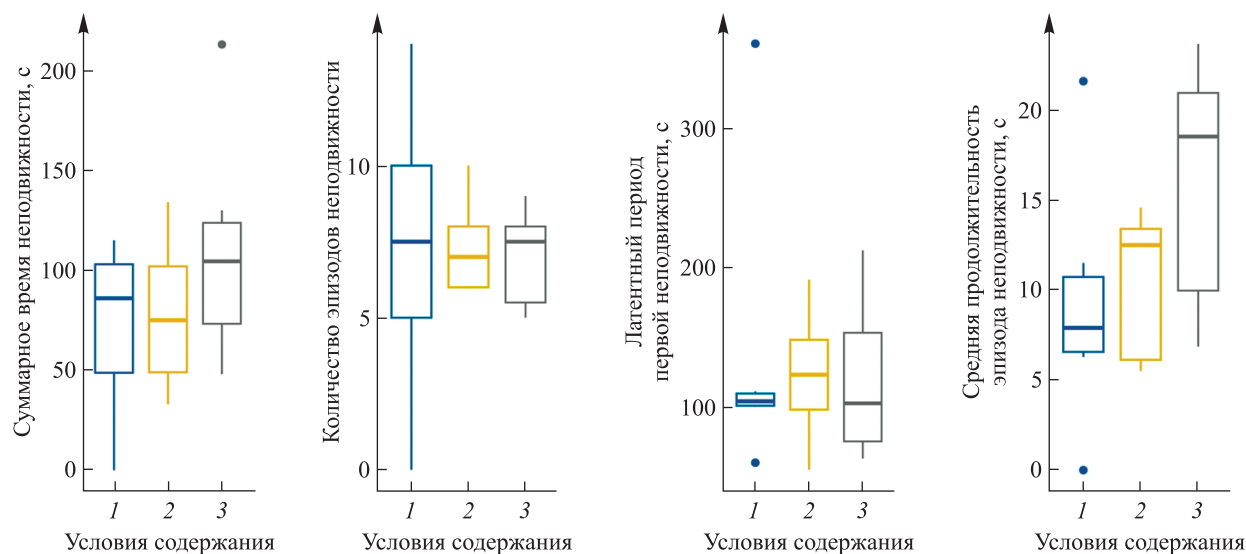 Суммарное время неподвижности, с
200
150
100
50
0
1 2 3
Условия содержания
Количество эпизодов неподвижности
10
5
0
1 2 3
Условия содержания
Латентный период
первой неподвижности, с
300
200
100
1 2 3
Условия содержания
Средняя продолжительность
эпизода неподвижности, с
20
15
10
5
0
1 2 3
Условия содержания